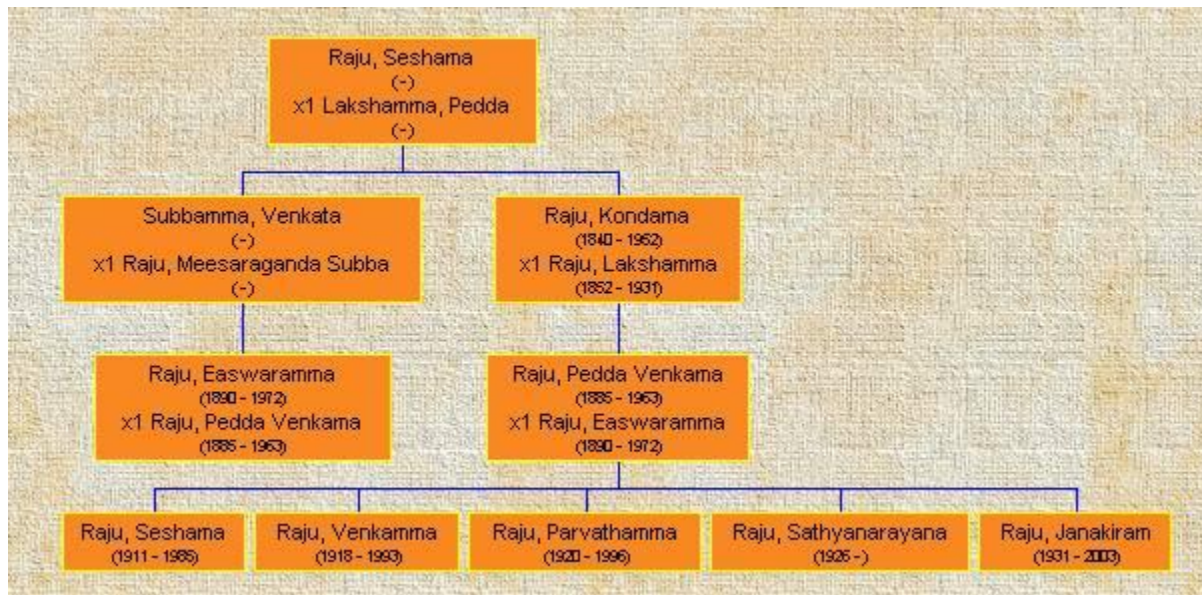 Raju, Seshama
(-)
x1 Lakshamma, Pedda
(-)
Subbamma, Venkata
(-)
x1 Raju, Meesaraganda Subba
(-)
Raju, Kondama
(1840 - 1952)
x1 Raju, Lakshamma
(1852 - 1931)
Raju, Easwaramma
(1890 - 1972)
x1 Raju, Pedda Venkama
(1885 - 1963)
Raju, Pedda Venkama
(1885 - 1963)
x1 Raju, Easwaramma
(1890 - 1972)
Raju, Seshama
(1911 - 1985)
Raju, Venkamma
(1918 - 1993)
Raju, Parvathamma
(1920 - 1996)
Raju, Sathyanarayana
(1926 -)
Raju, Janakiram
(1931 - 2003)